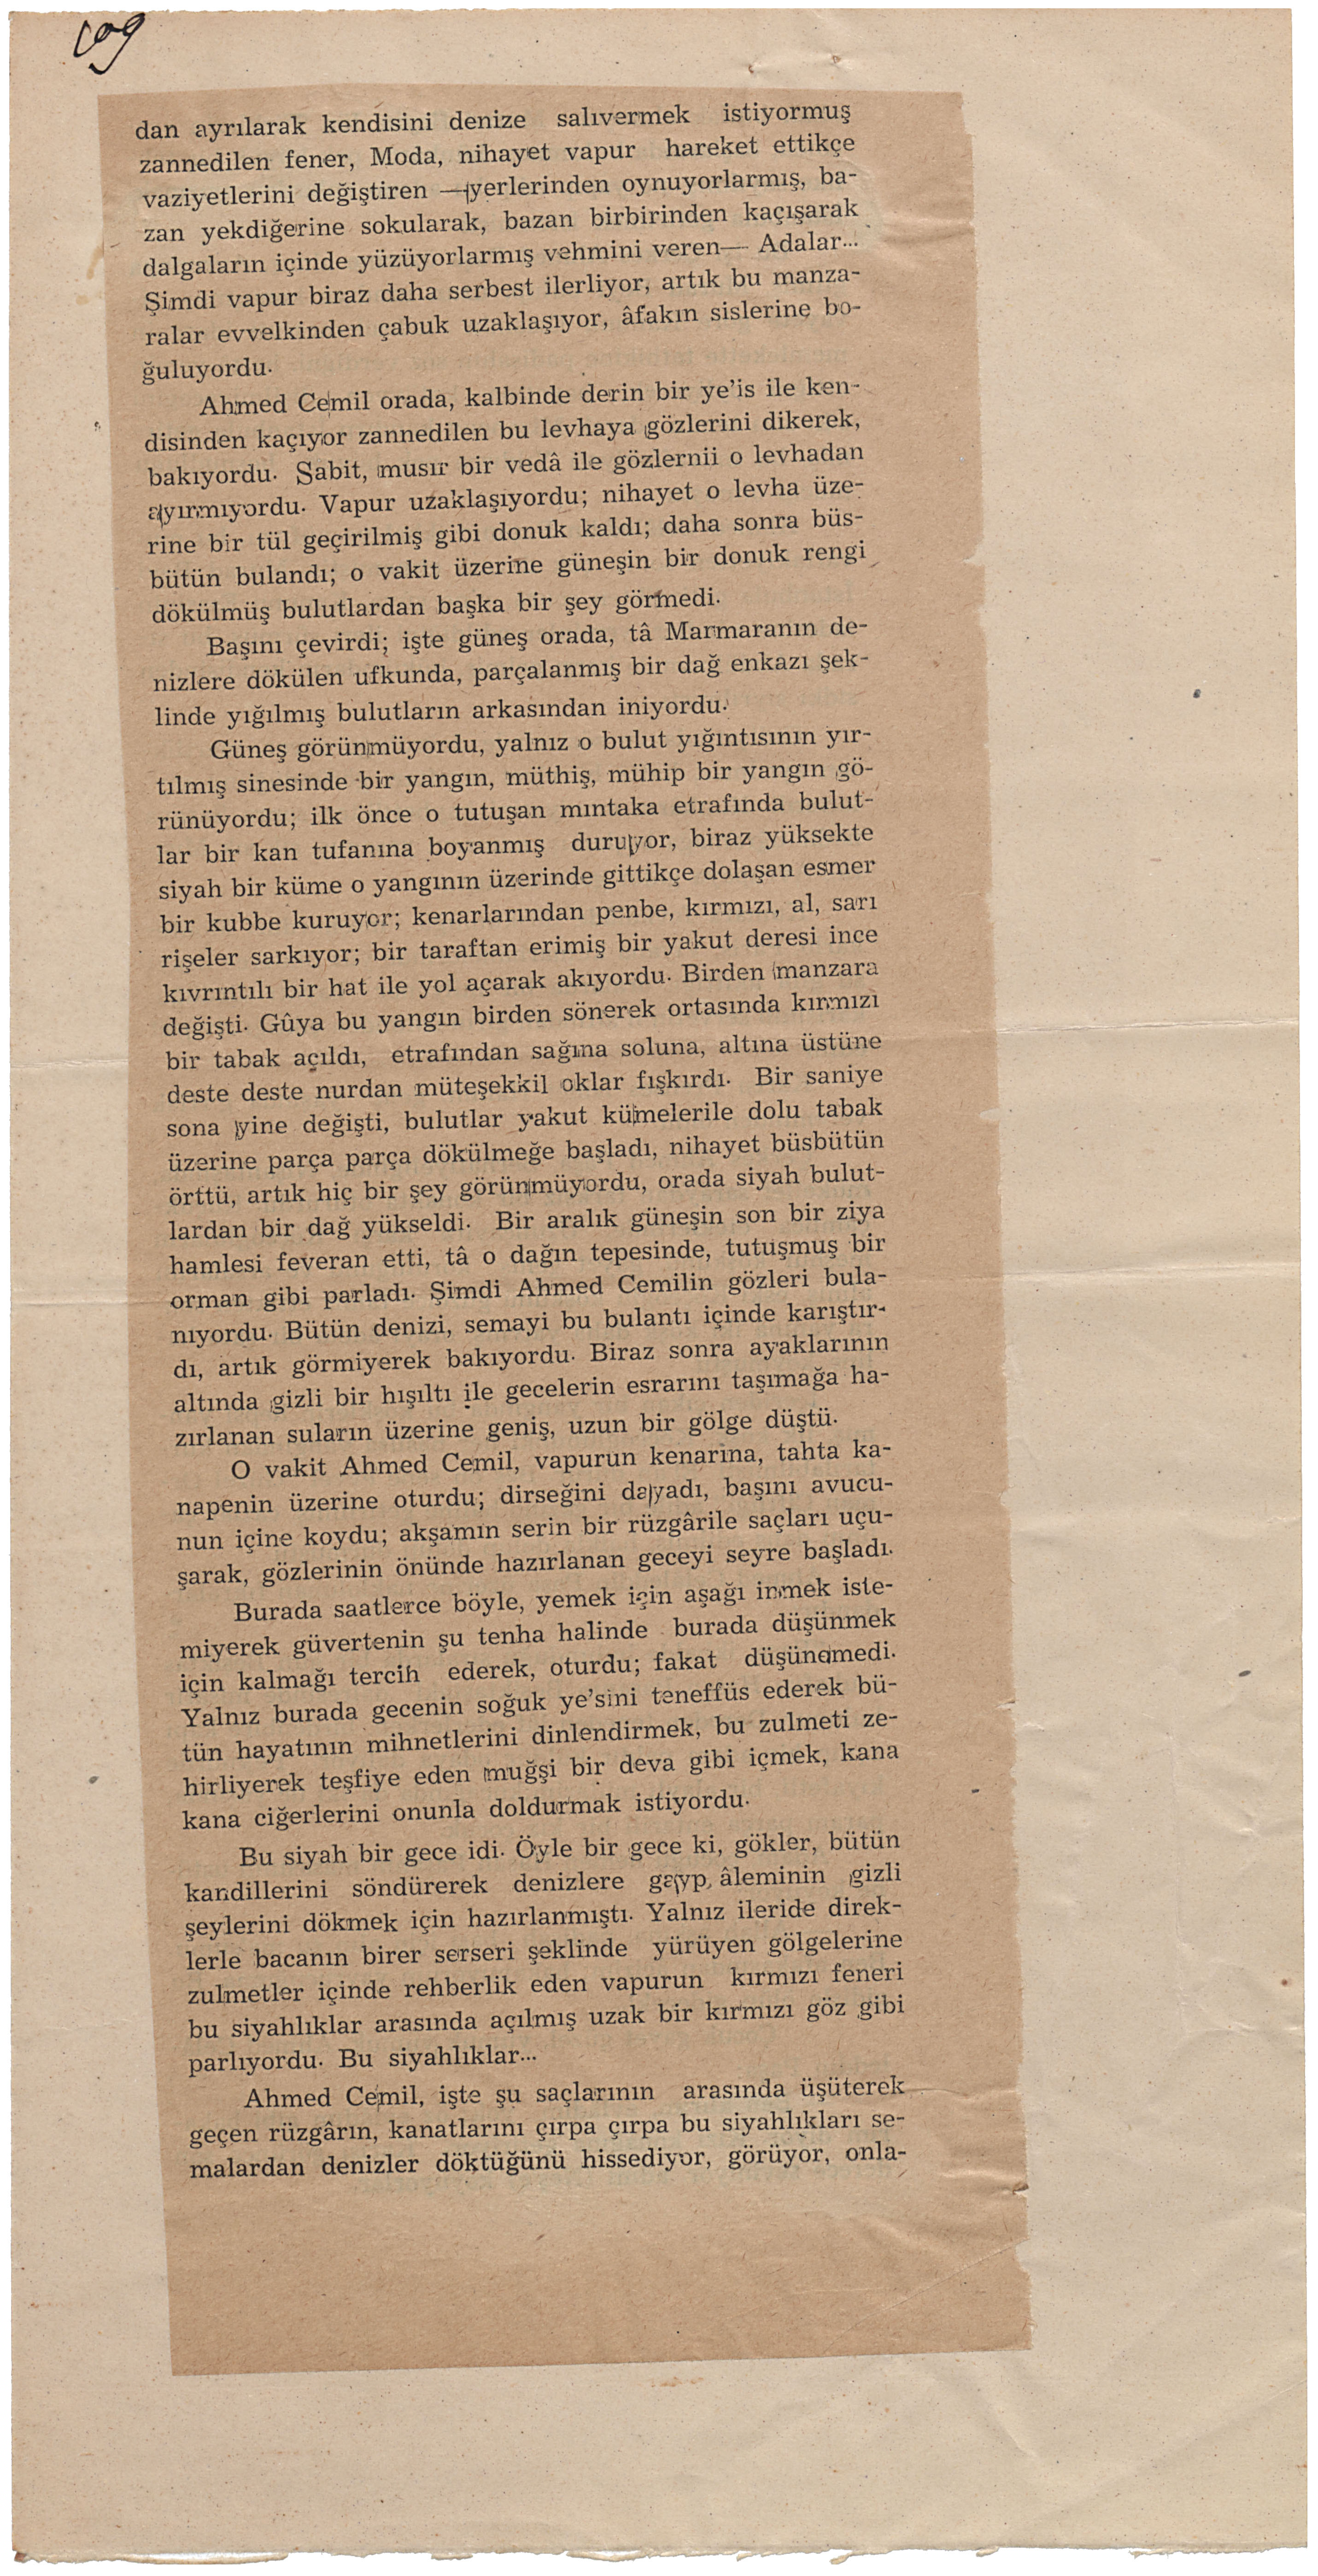 dan ayrılarak kendisini denize salıvermek istiyormuş
zannedilen fener, Moda, nihayet vapur hareket ettikçe
vaziyetlerini değiştiren —yerlerinden oynuyorlarmış, ba-
zan yekdiğerine sokularak, bazan birbirinden kaçışarak
dalgaların içinde yüzüyorlarmış vehmini veren— Adalar...
Şimdi vapur biraz daha serbest ilerliyor, artık bu manza-
ralar evvelkinden çabuk uzaklaşıyor, âfakın sislerine bo-
ğuluyordu.
Ahmed Cemil orada, kalbinde derin bir ye'is ile ken-
disinden kaçıyor zannedilen bu levhaya gözlerini dikerek,
bakıyordu. Sabit, musır bir vedâ ile gözlernii o levhadan
ayırmıyordu. Vapur uzaklaşıyordu; nihayet o levha üze-
rine bir tül geçirilmiş gibi donuk kaldı; daha sonra büs-
bütün bulandı; o vakit üzerine güneşin bir donuk rengi
dökülmüş bulutlardan başka bir şey görmedi.
Başını çevirdi; işte güneş orada, tâ Marmaranın de-
nizlere dökülen ufkunda, parçalanmış bir dağ enkazı şek-
linde yığılmış bulutların arkasından iniyordu.
Güneş görünmüyordu, yalnız o bulut yığıntısının yır-
tılmış sinesinde bir yangın, müthiş, mühip bir yangın gö-
rünüyordu; ilk önce o tutuşan mıntaka etrafında bulut-
lar bir kan tufanına boyanmış duruyor, biraz yüksekte
siyah bir küme o yangının üzerinde gittikçe dolaşan esmer
bir kubbe kuruyor; kenarlarından penbe, kırmızı, al, sarı
rişeler sarkıyor; bir taraftan erimiş bir yakut deresi ince
kıvrıntılı bir hat ile yol açarak akıyordu. Birden manzara
değişti. Gûya bu yangın birden sönerek ortasında kırmızı
bir tabak açıldı, etrafından sağına soluna, altına üstüne
deste deste nurdan müteşekkil oklar fışkırdı. Bir saniye
sona yine değişti, bulutlar yakut kümelerile dolu tabak
üzerine parça parça dökülmeğe başladı, nihayet büsbütün
örttü, artık hiç bir şey görünmüyordu, orada siyah bulut-
lardan bir dağ yükseldi. Bir aralık güneşin son bir ziya
hamlesi feveran etti, tâ o dağın tepesinde, tutuşmuş bir
orman gibi parladı. Şimdi Ahmed Cemilin gözleri bula-
nıyordu. Bütün denizi, semayi bu bulantı içinde karıştır-
dı, artık görmiyerek bakıyordu. Biraz sonra ayaklarının
altında gizli bir hışıltı ile gecelerin esrarını taşımağa ha-
zırlanan suların üzerine geniş, uzun bir gölge düştü.
O vakit Ahmed Cemil, vapurun kenarına, tahta ka-
napenin üzerine oturdu; dirseğini dayadı, başını avucu-
nun içine koydu; akşamın serin bir rüzgârile saçları uçu-
şarak, gözlerinin önünde hazırlanan geceyi seyre başladı.
Burada saatlerce böyle, yemek için aşağı inmek iste-
miyerek güvertenin şu tenha halinde burada düşünmek
için kalmağı tercih ederek, oturdu; fakat düşünemedi.
Yalnız burada gecenin soğuk ye'sini teneffüs ederek bü-
tün hayatının mihnetlerini dinlendirmek, bu zulmeti ze-
hirliyerek teşfiye eden muğşi bir deva gibi içmek, kana
kana ciğerlerini onunla doldurmak istiyordu.
Bu siyah bir gece idi. Öyle bir gece ki, gökler, bütün
kandillerini söndürerek denizlere gayp âleminin gizli
şeylerini dökmek için hazırlanmıştı. Yalnız ileride direk-
lerle bacanın birer serseri şeklinde yürüyen gölgelerine
zulmetler içinde rehberlik eden vapurun kırmızı feneri
bu siyahlıklar arasında açılmış uzak bir kırmızı göz gibi
parlıyordu. Bu siyahlıklar...
Ahmed Cemil, işte şu saçlarının arasında üşüterek
geçen rüzgârın, kanatlarını çırpa çırpa bu siyahlıkları se-
malardan denizler döktüğünü hissediyor, görüyor, onla-